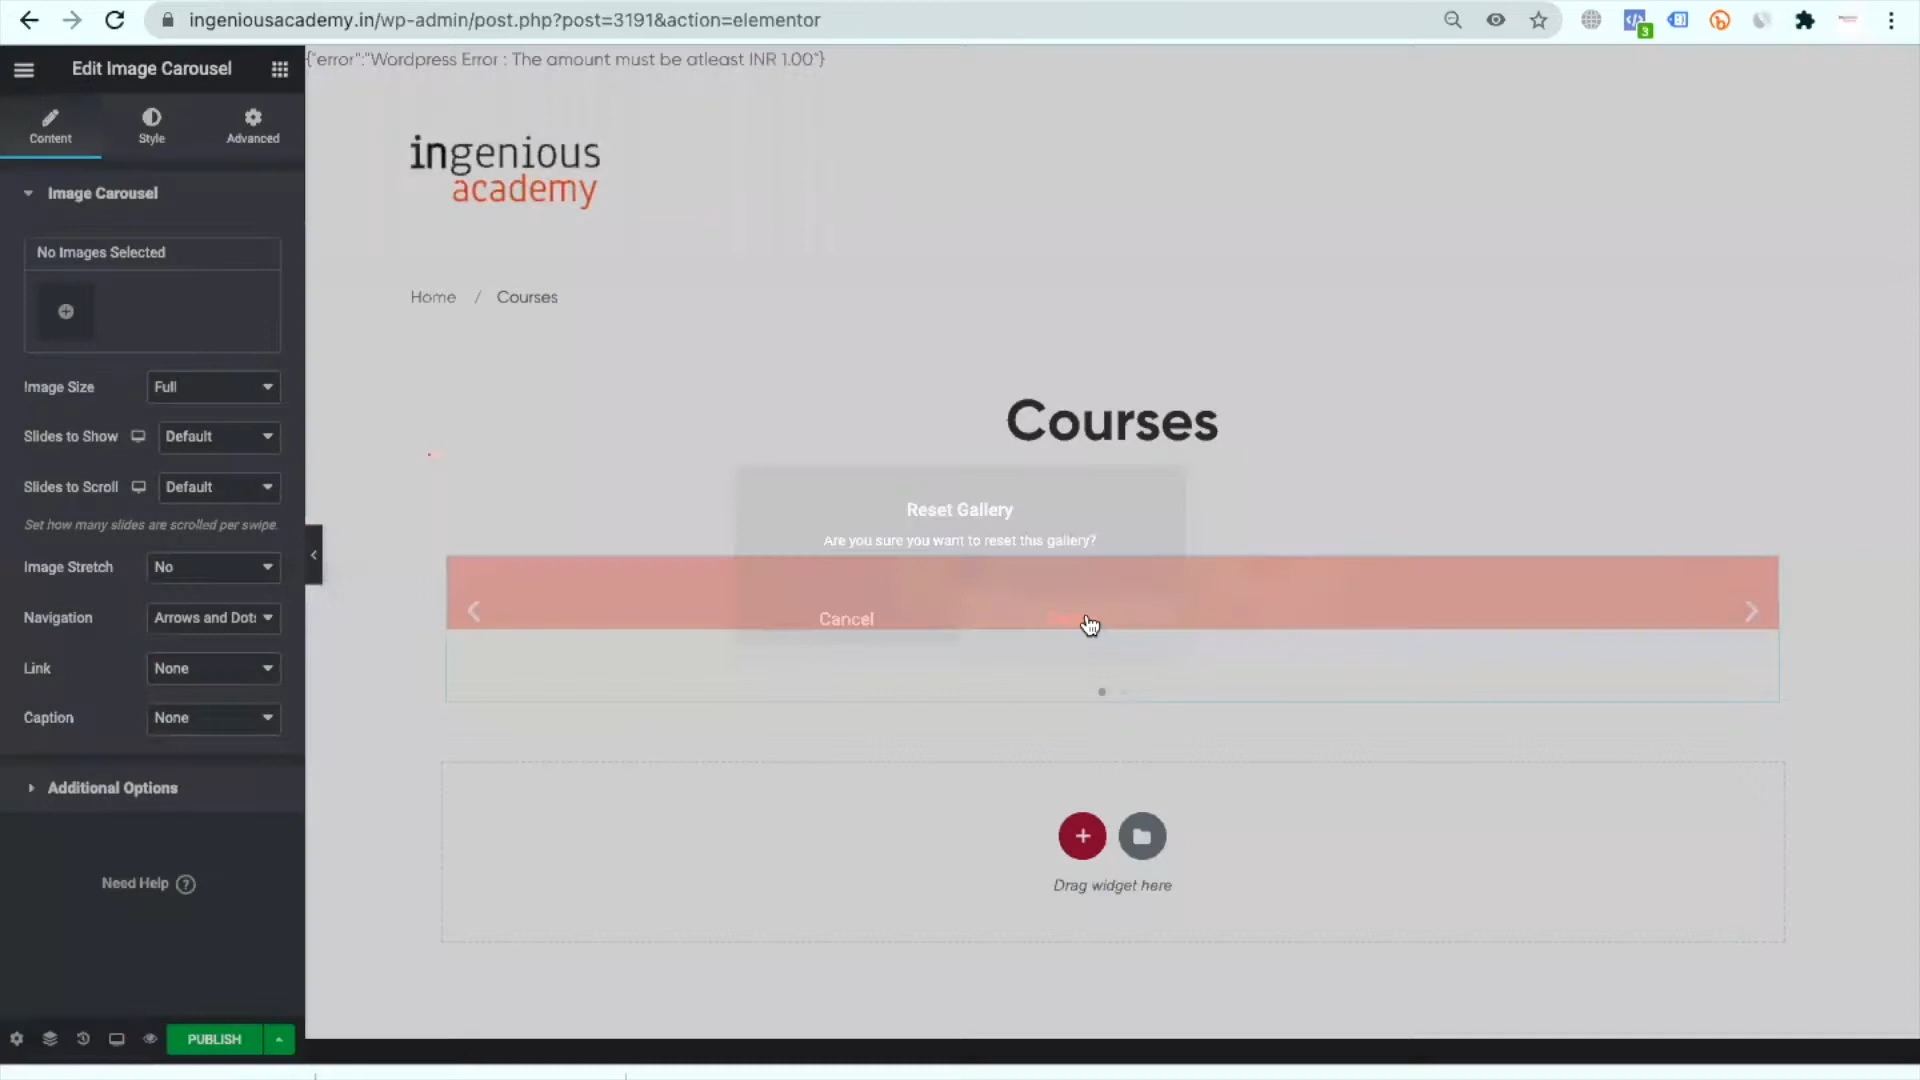 ingeniousacademy.in/wp-admin/post.php?post=3191&action=elementor
3
Edit Image Carousel
{"error":"Wordpress Error : The amount must be atleast INR 1.00"}
Content
Style
Advanced
ingenious
academy
Image Carousel
No Images Selected
Home / Courses
Image Size
Full
Courses
Slides to Show
Default
Slides to Scroll
Default
Set how many slides are scrolled per swipe.
Reset Gallery
Are you sure you want to reset this gallery?
Image Stretch
No
Navigation
Arrows and Dots
Cancel
Link
None
Caption
None
Additional Options
Need Help ?
Drag widget here
PUBLISH